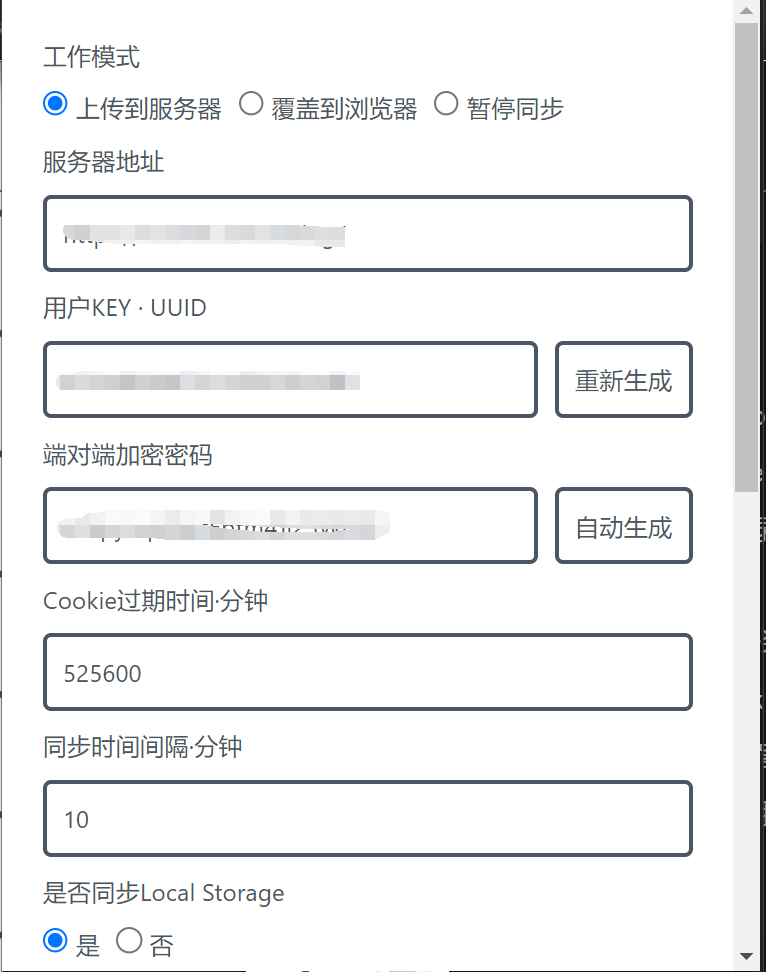 工作模式
上传到服务器 覆盖到浏览器 暂停同步
服务器地址
用户KEY · UUID
重新生成
端对端加密密码
自动生成
Cookie过期时间·分钟
525600
同步时间间隔·分钟
10
是否同步Local Storage
是 否